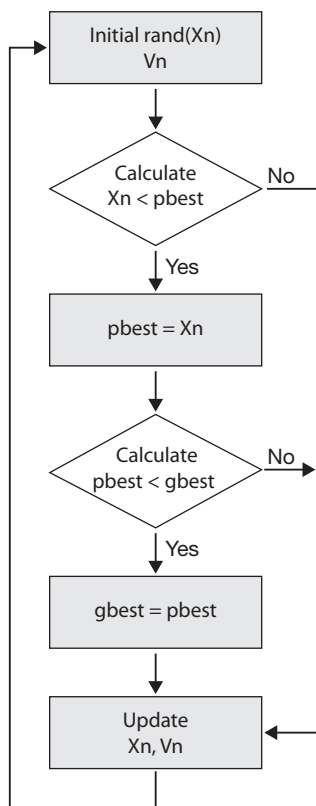 Initial rand(Xn)
Vn
Calculate
Xn < pbest
No
Yes
pbest = Xn
Calculate
pbest < gbest
No
Yes
gbest = pbest
Update
Xn, Vn